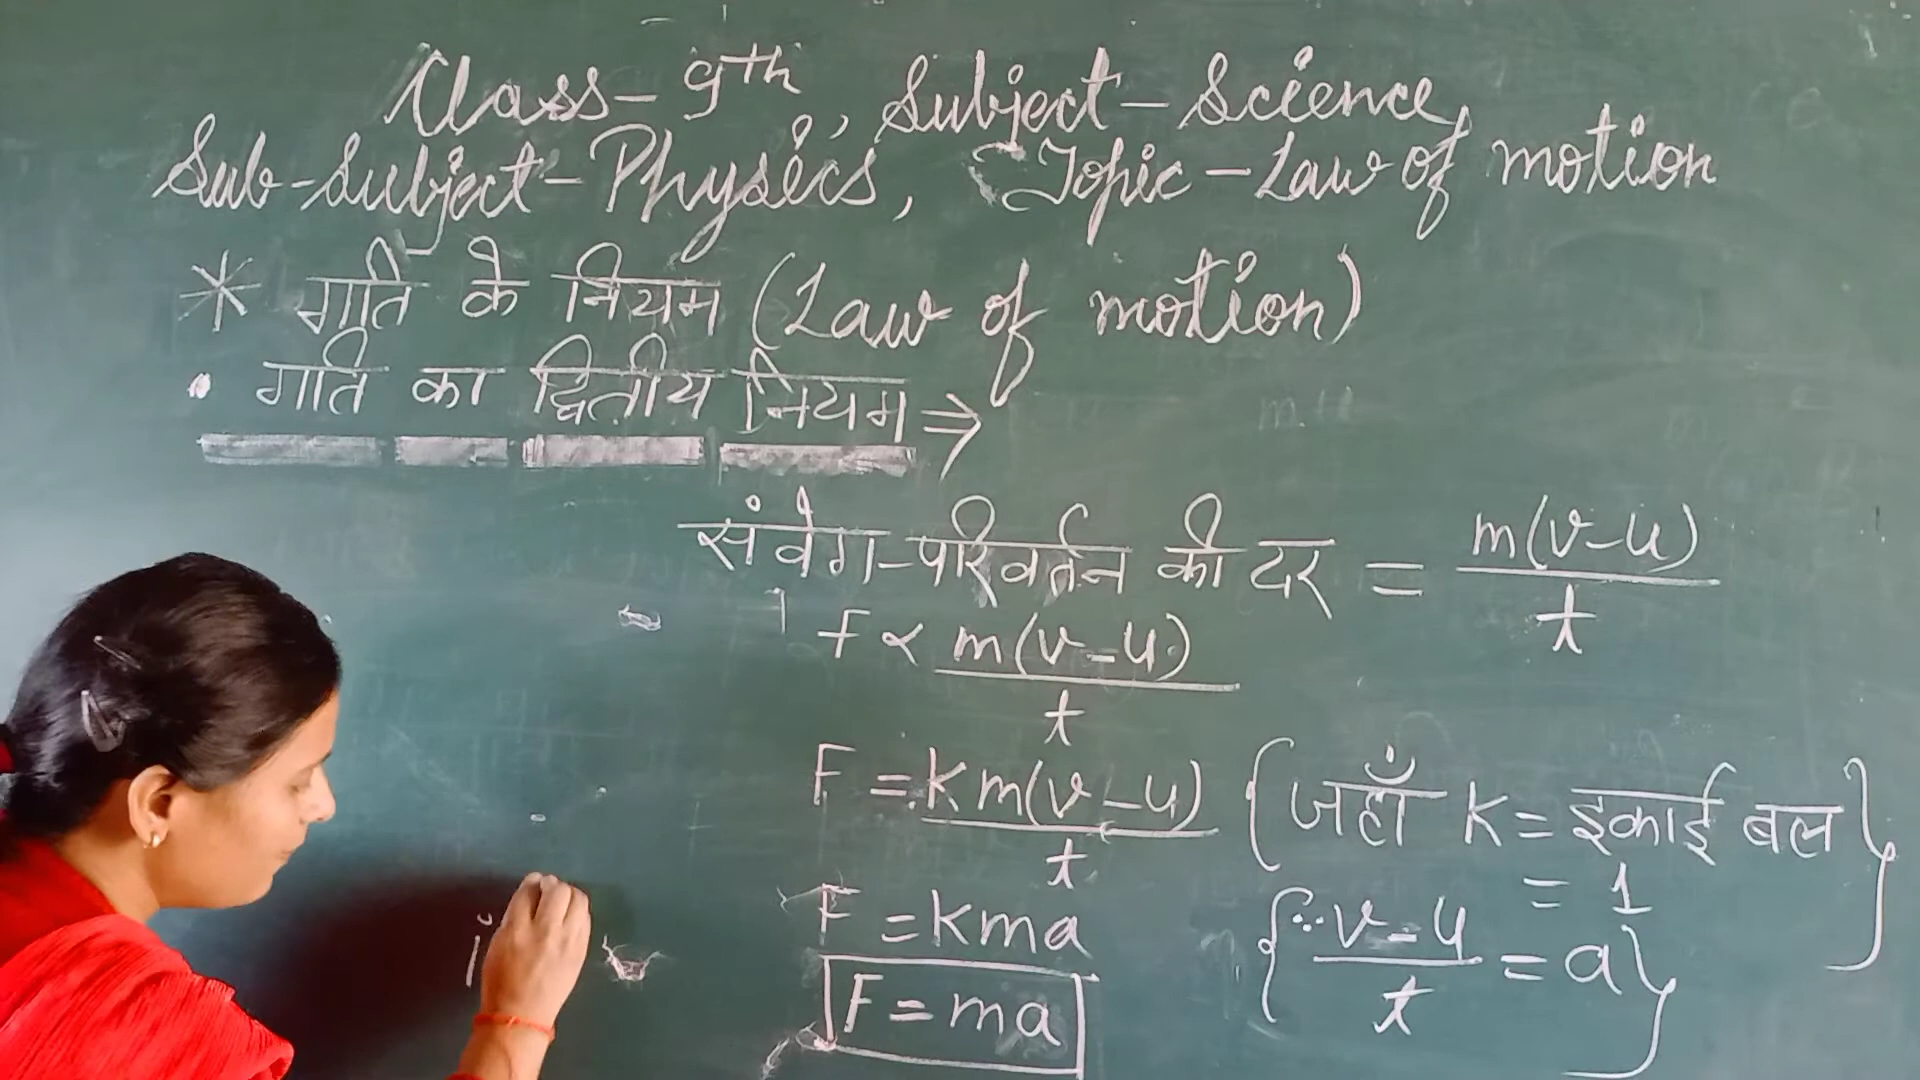 Class-9th, Subject-Science,
Sub-Subject-Physics, Topic-Law of motion
* गति के नियम (Law of motion)
• गति का द्वितीय नियम ⇒
संवेग-परिवर्तन की दर = m(v-u)/t
F ∝ m(v-u)/t
F = k m(v-u)/t {जहाँ K = इकाई बल = 1}
F = kma {∵ v-u/t = a}
F = ma